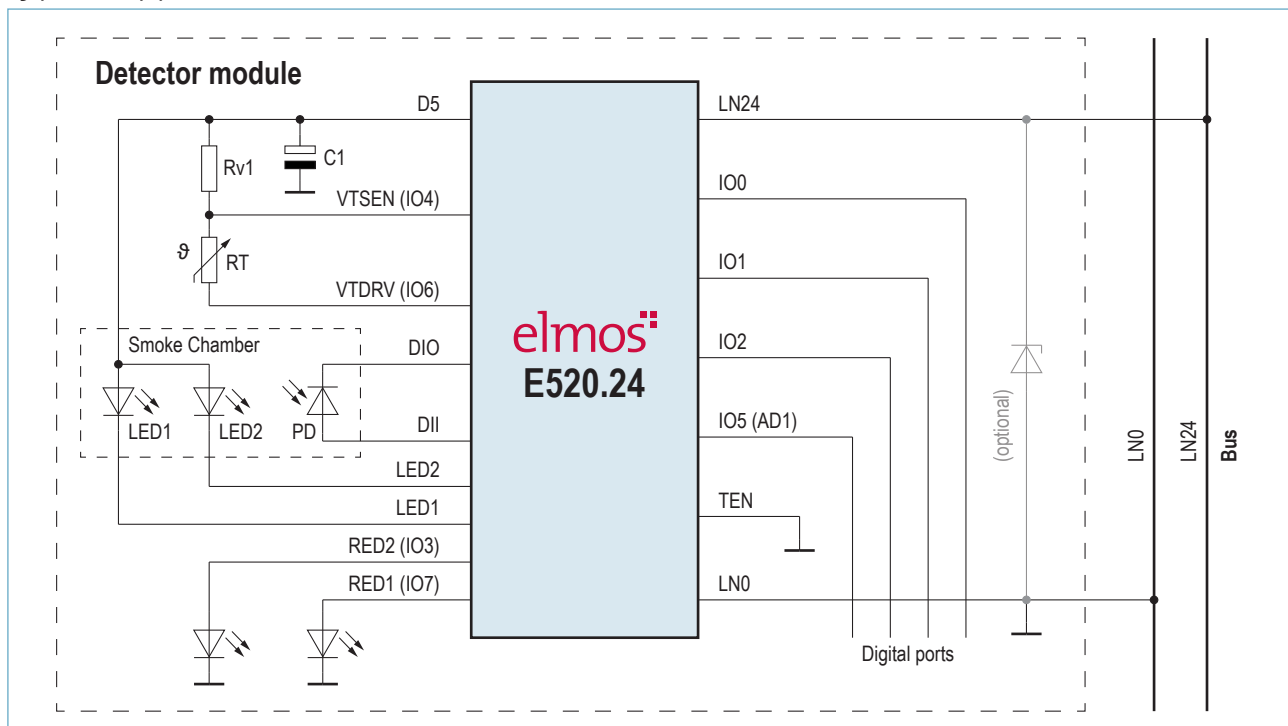 Detector module
D5
LN24
Rv1
C1
IO0
VTSEN (IO4)
ϑ
RT
IO1
VTDRV (IO6)
elmos
E520.24
Smoke Chamber
DIO
IO2
LED1
LED2
PD
DII
IO5 (AD1)
(optional)
LN0
LN24
Bus
LED2
LED1
TEN
RED2 (IO3)
RED1 (IO7)
LN0
Digital ports